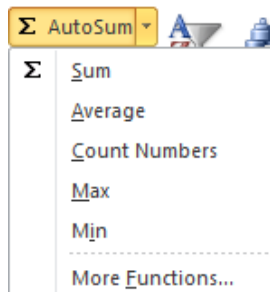 Σ AutoSum
Σ Sum
Average
Count Numbers
Max
Min
More Functions...